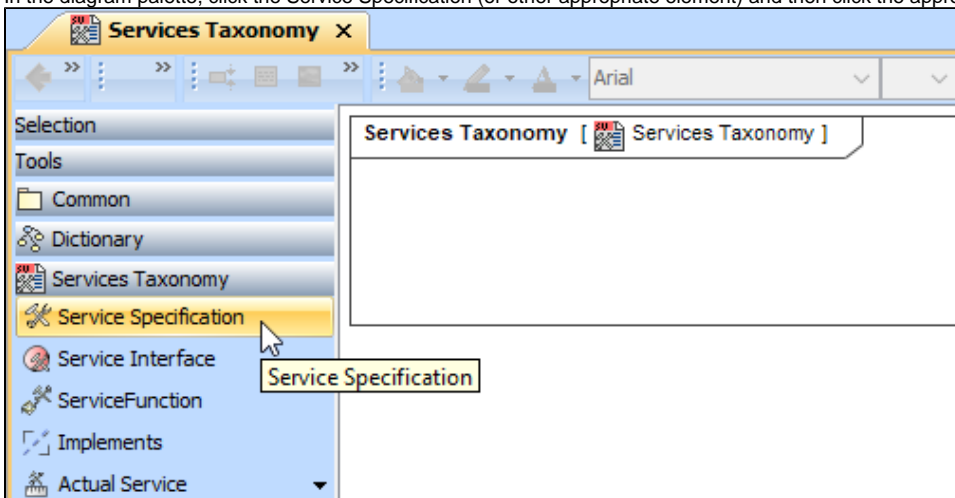 In the diagram palette, click the Service Specification (or other appropriate element) and then click the appro
Services Taxonomy
Arial
Selection
Services Taxonomy [ Services Taxonomy ]
Tools
Common
Dictionary
Services Taxonomy
Service Specification
Service Interface
Service Specification
ServiceFunction
Implements
Actual Service